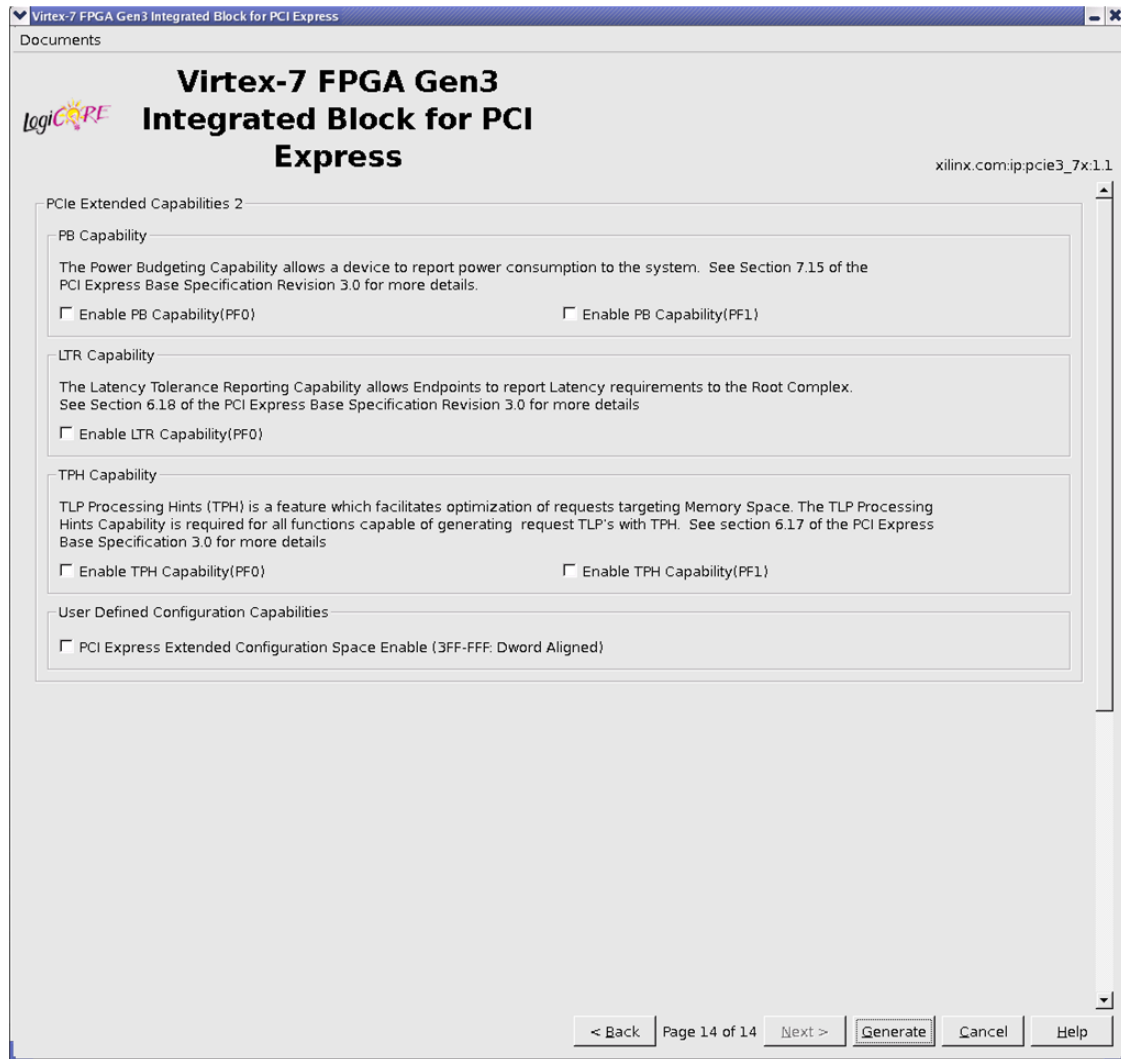 Virtex-7 FPGA Gen3 Integrated Block for PCI Express
Documents
LogiCORE
Virtex-7 FPGA Gen3
Integrated Block for PCI
Express
xilinx.com:ip:pcie3_7x:1.1
PCIe Extended Capabilities 2
PB Capability
The Power Budgeting Capability allows a device to report power consumption to the system. See Section 7.15 of the
PCI Express Base Specification Revision 3.0 for more details.
Enable PB Capability(PF0) Enable PB Capability(PF1)
LTR Capability
The Latency Tolerance Reporting Capability allows Endpoints to report Latency requirements to the Root Complex.
See Section 6.18 of the PCI Express Base Specification Revision 3.0 for more details
Enable LTR Capability(PF0)
TPH Capability
TLP Processing Hints (TPH) is a feature which facilitates optimization of requests targeting Memory Space. The TLP Processing
Hints Capability is required for all functions capable of generating request TLP's with TPH. See section 6.17 of the PCI Express
Base Specification 3.0 for more details
Enable TPH Capability(PF0) Enable TPH Capability(PF1)
User Defined Configuration Capabilities
PCI Express Extended Configuration Space Enable (3FF-FFF: Dword Aligned)
< Back Page 14 of 14 Next > Generate Cancel Help